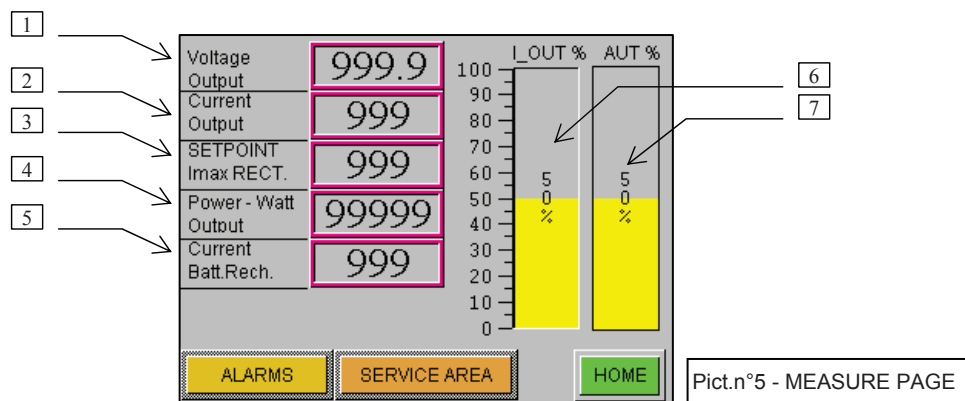 1
2
3
4
5
Voltage
Output
999.9
Current
Output
999
SETPOINT
Imax RECT.
999
Power - Watt
Output
99999
Current
Batt.Rech.
999
I_OUT %
AUT %
100
90
80
70
60
50
40
30
20
10
0
5
0
%
5
0
%
6
7
ALARMS
SERVICE AREA
HOME
Pict.n°5 - MEASURE PAGE